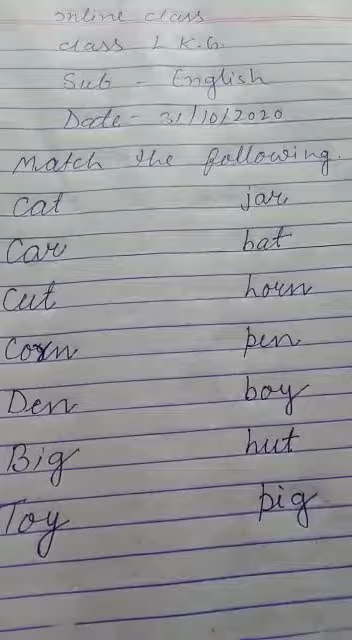 online class
class L K.G.
Sub - English
Date - 31/10/2020
Match the following.
Cat jar
Car bat
Cut horn
Corn pen
Den boy
Big hut
Toy pig